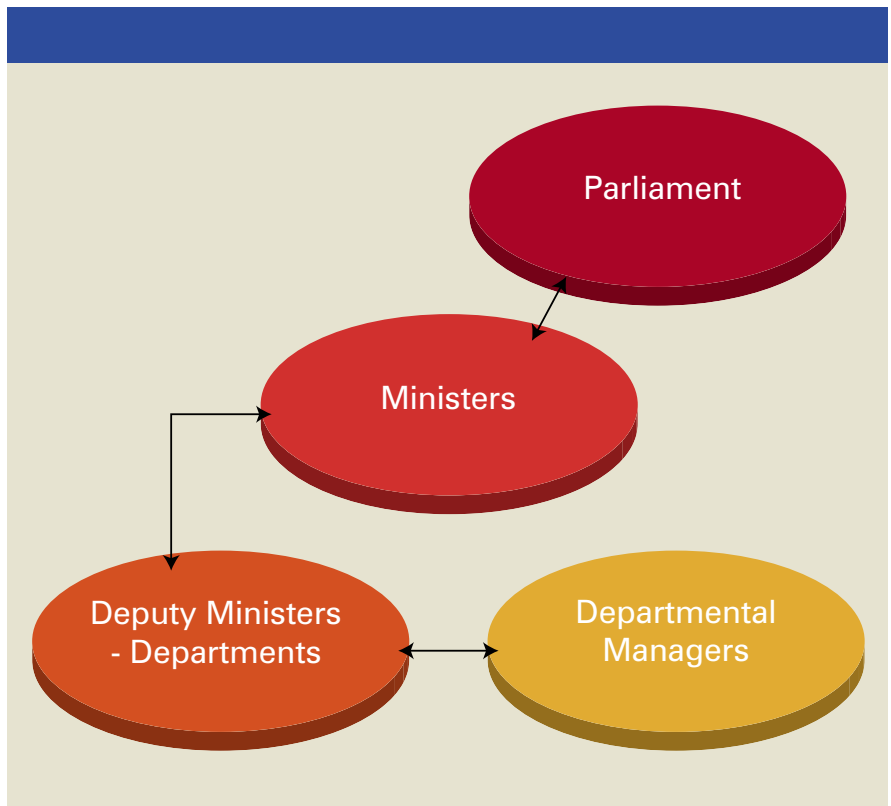 Parliament
Ministers
Deputy Ministers
- Departments
Departmental
Managers